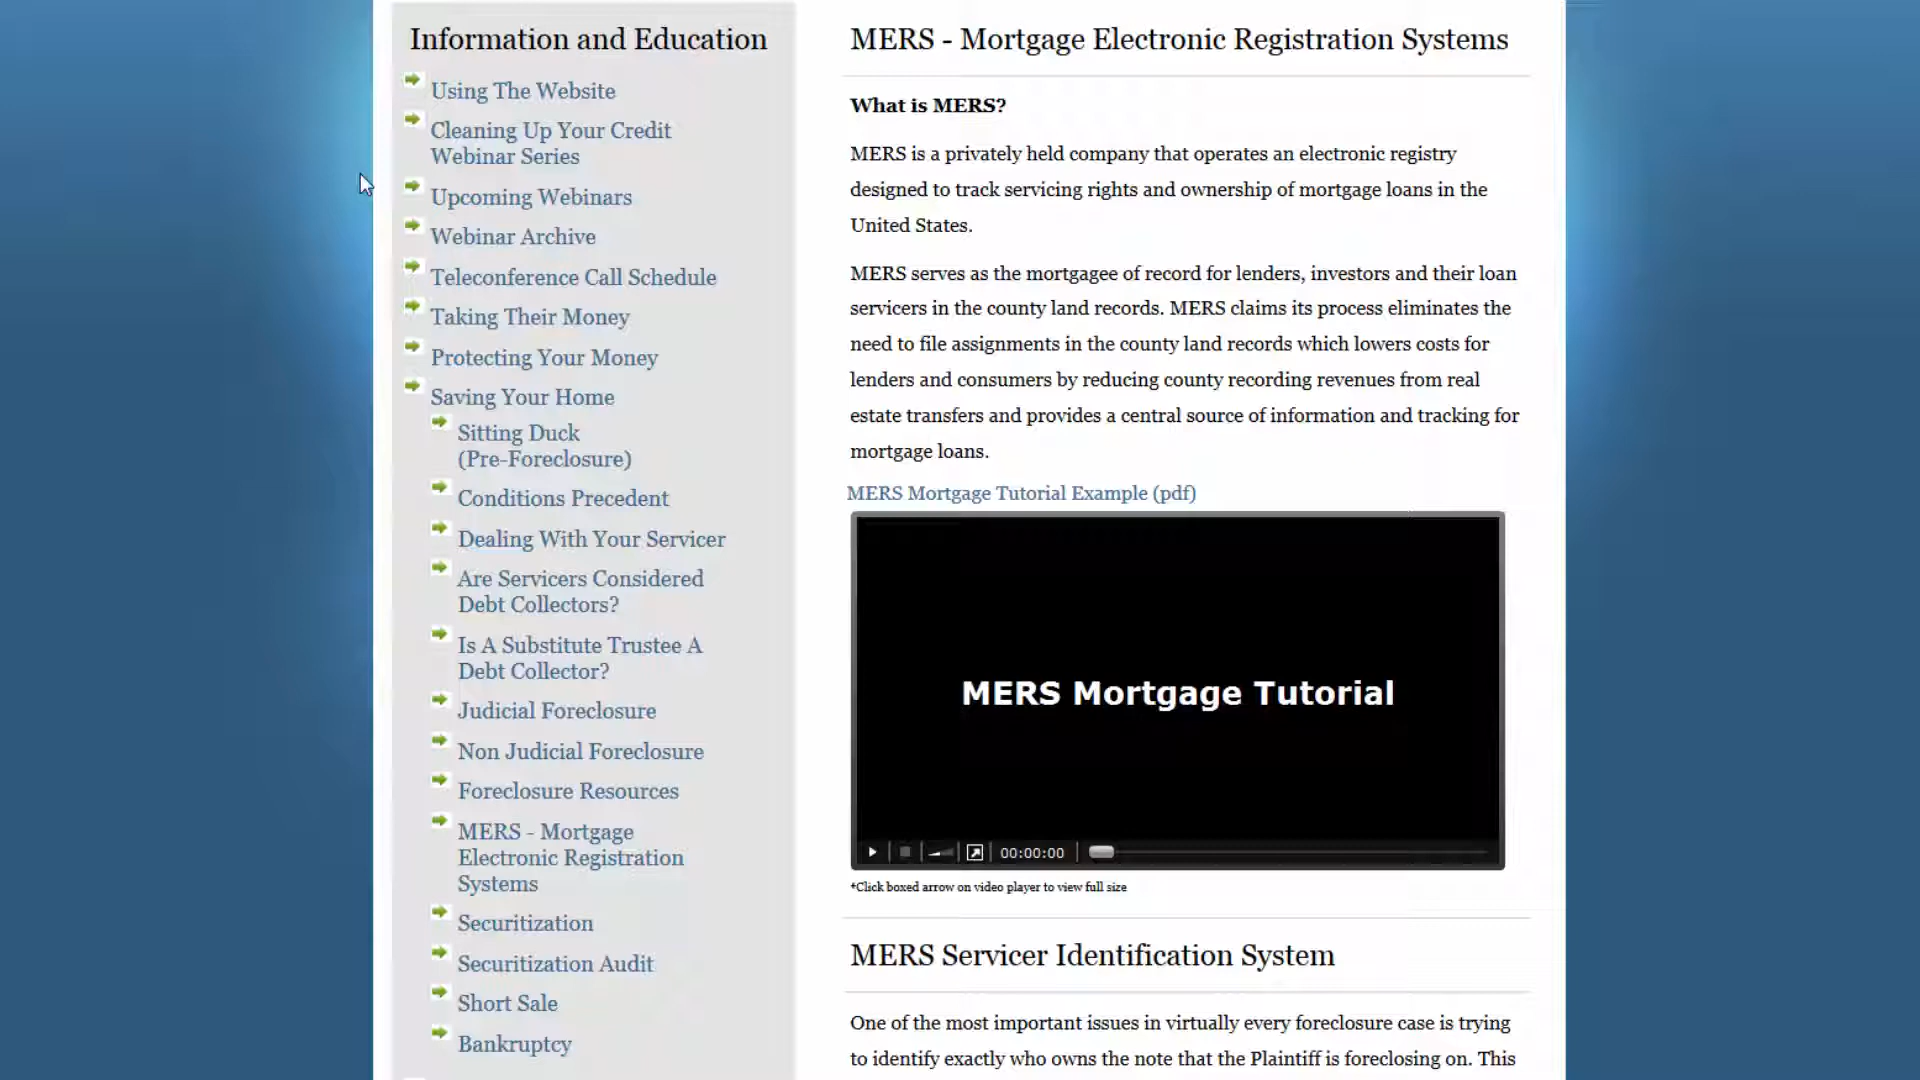 Information and Education
Using The Website
Cleaning Up Your Credit
Webinar Series
Upcoming Webinars
Webinar Archive
Teleconference Call Schedule
Taking Their Money
Protecting Your Money
Saving Your Home
Sitting Duck
(Pre-Foreclosure)
Conditions Precedent
Dealing With Your Servicer
Are Servicers Considered
Debt Collectors?
Is A Substitute Trustee A
Debt Collector?
Judicial Foreclosure
Non Judicial Foreclosure
Foreclosure Resources
MERS - Mortgage
Electronic Registration
Systems
Securitization
Securitization Audit
Short Sale
Bankruptcy
MERS - Mortgage Electronic Registration Systems
What is MERS?
MERS is a privately held company that operates an electronic registry
designed to track servicing rights and ownership of mortgage loans in the
United States.
MERS serves as the mortgagee of record for lenders, investors and their loan
servicers in the county land records. MERS claims its process eliminates the
need to file assignments in the county land records which lowers costs for
lenders and consumers by reducing county recording revenues from real
estate transfers and provides a central source of information and tracking for
mortgage loans.
MERS Mortgage Tutorial Example (pdf)
MERS Mortgage Tutorial
00:00:00
*Click boxed arrow on video player to view full size
MERS Servicer Identification System
One of the most important issues in virtually every foreclosure case is trying
to identify exactly who owns the note that the Plaintiff is foreclosing on. This